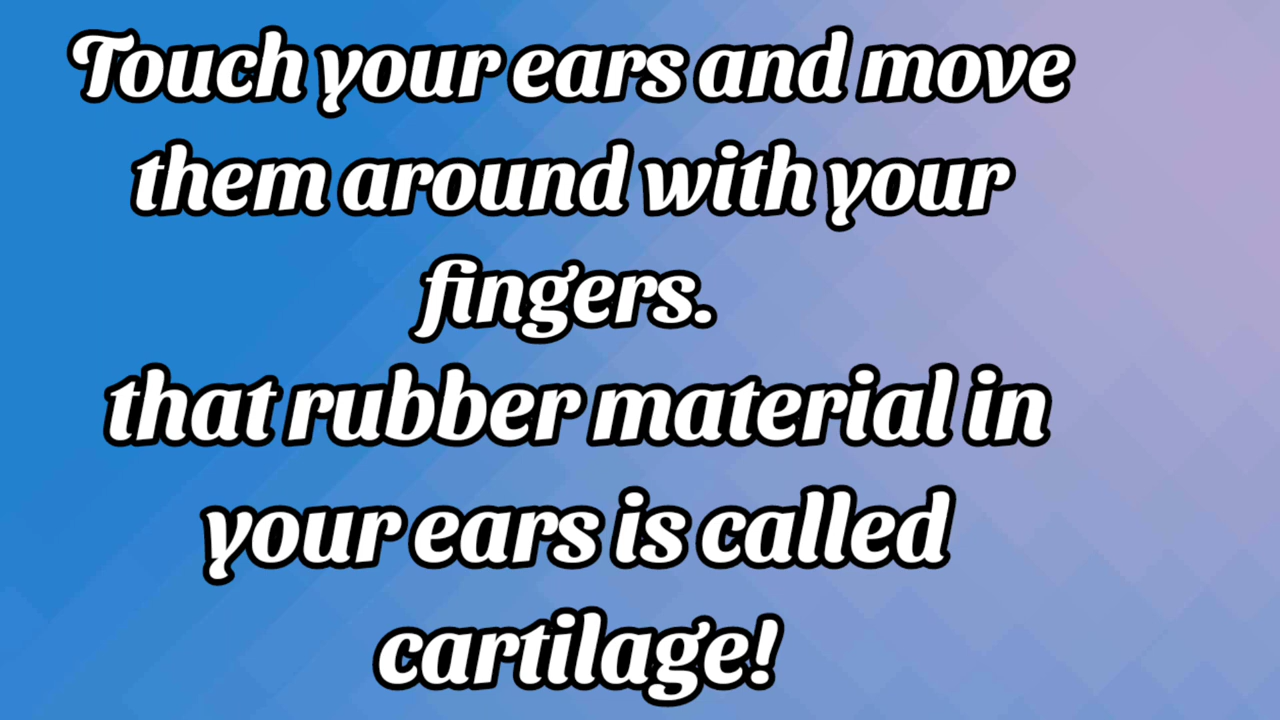 Touch your ears and move
them around with your
fingers.
that rubber material in
your ears is called
cartilage!